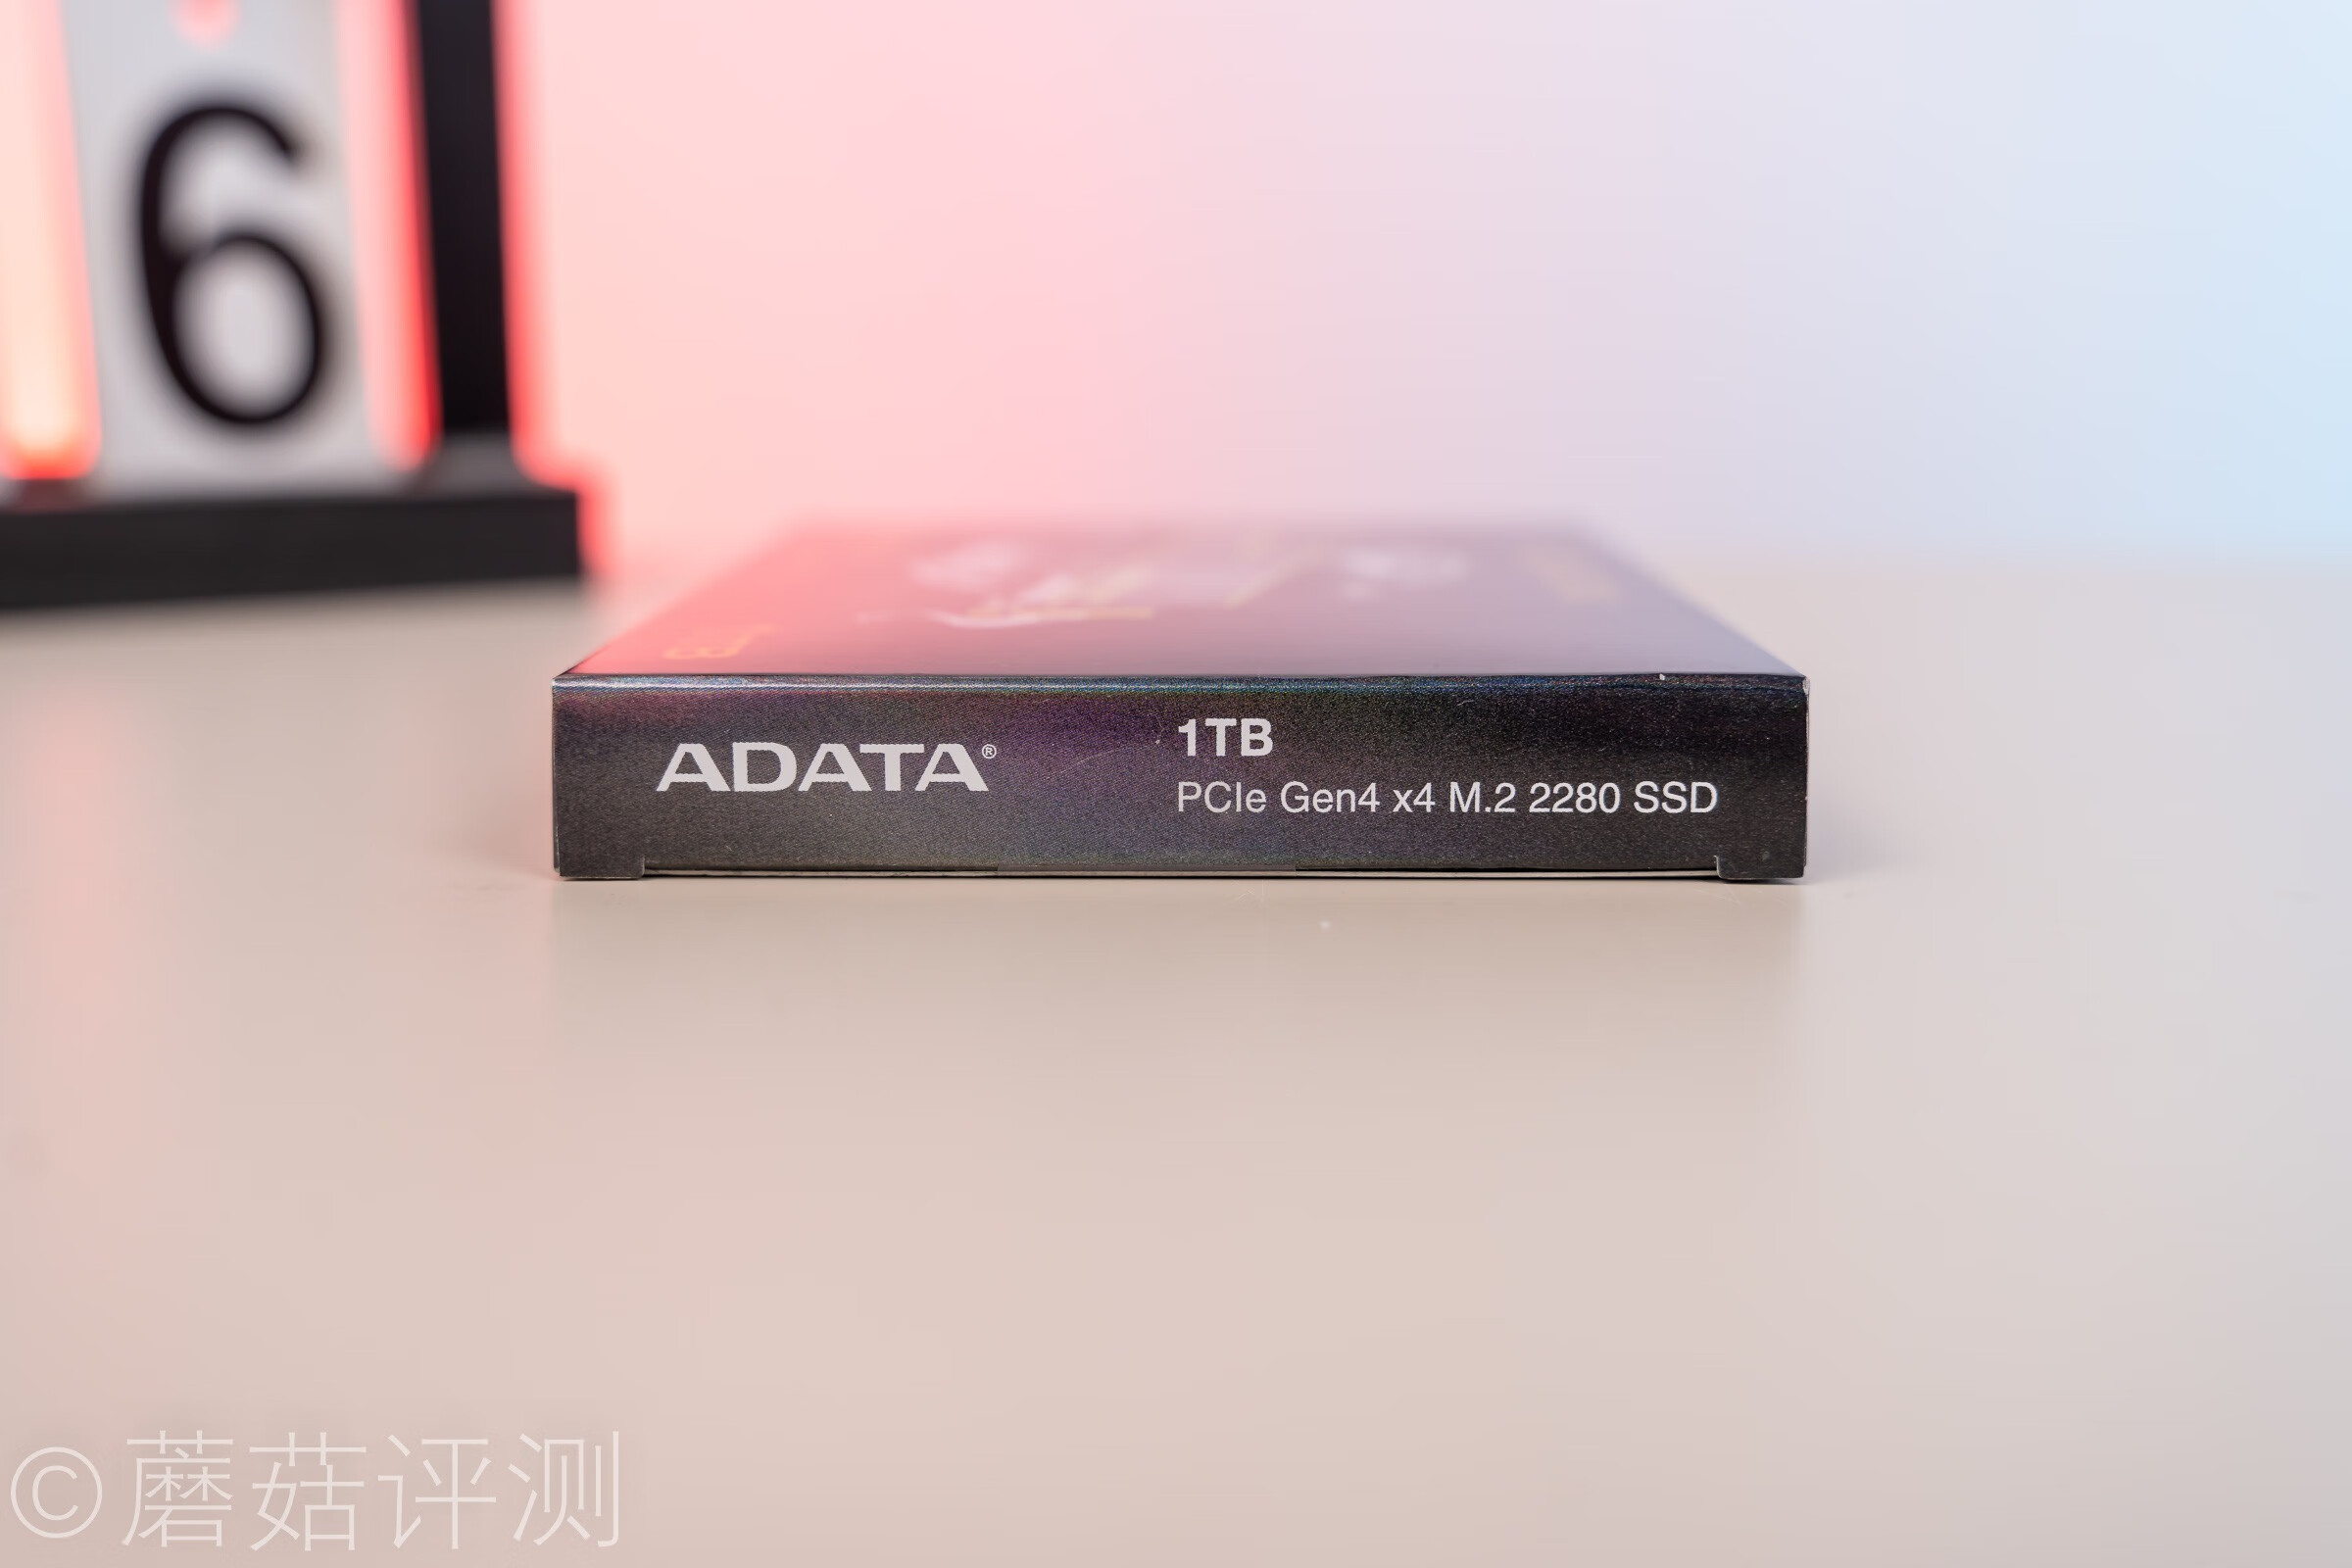 6
ADATA®
1TB
PCIe Gen4 x4 M.2 2280 SSD
©蘑菇评测